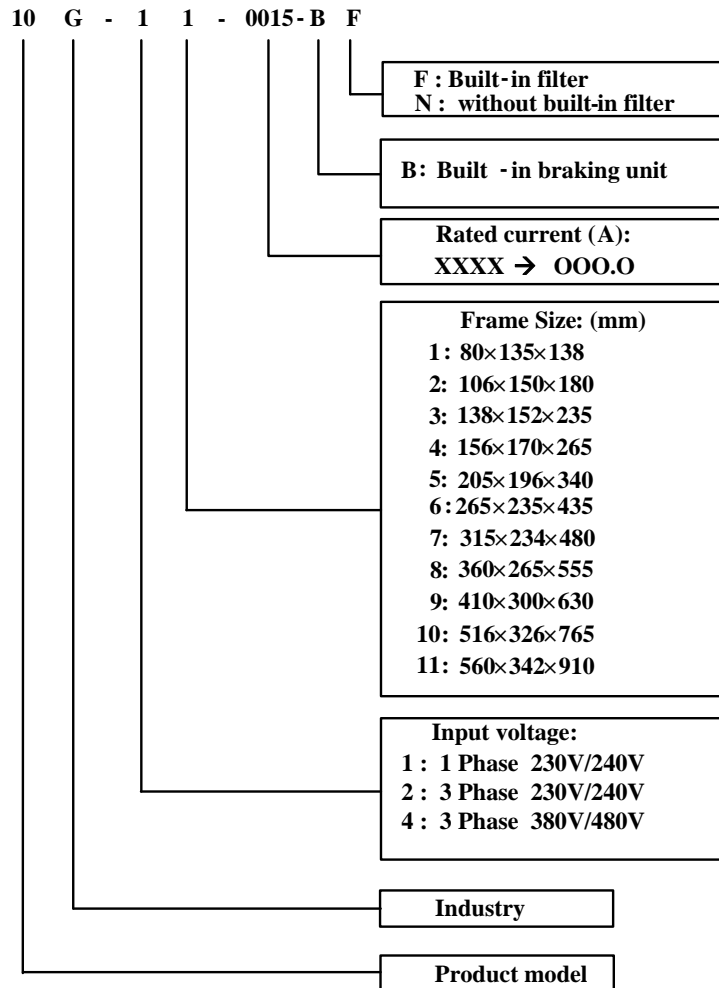 10 G - 1 1 - 0015 - B F
F : Built-in filter
N : without built-in filter
B: Built - in braking unit
Rated current (A):
XXXX → OOO.O
Frame Size: (mm)
1 : 80×135×138
2: 106×150×180
3: 138×152×235
4: 156×170×265
5: 205×196×340
6 : 265×235×435
7: 315×234×480
8: 360×265×555
9: 410×300×630
10: 516×326×765
11: 560×342×910
Input voltage:
1 : 1 Phase 230V/240V
2 : 3 Phase 230V/240V
4 : 3 Phase 380V/480V
Industry
Product model